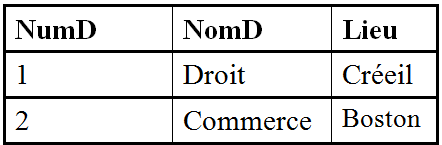 NumD NomD Lieu
1 Droit Créeil
2 Commerce Boston